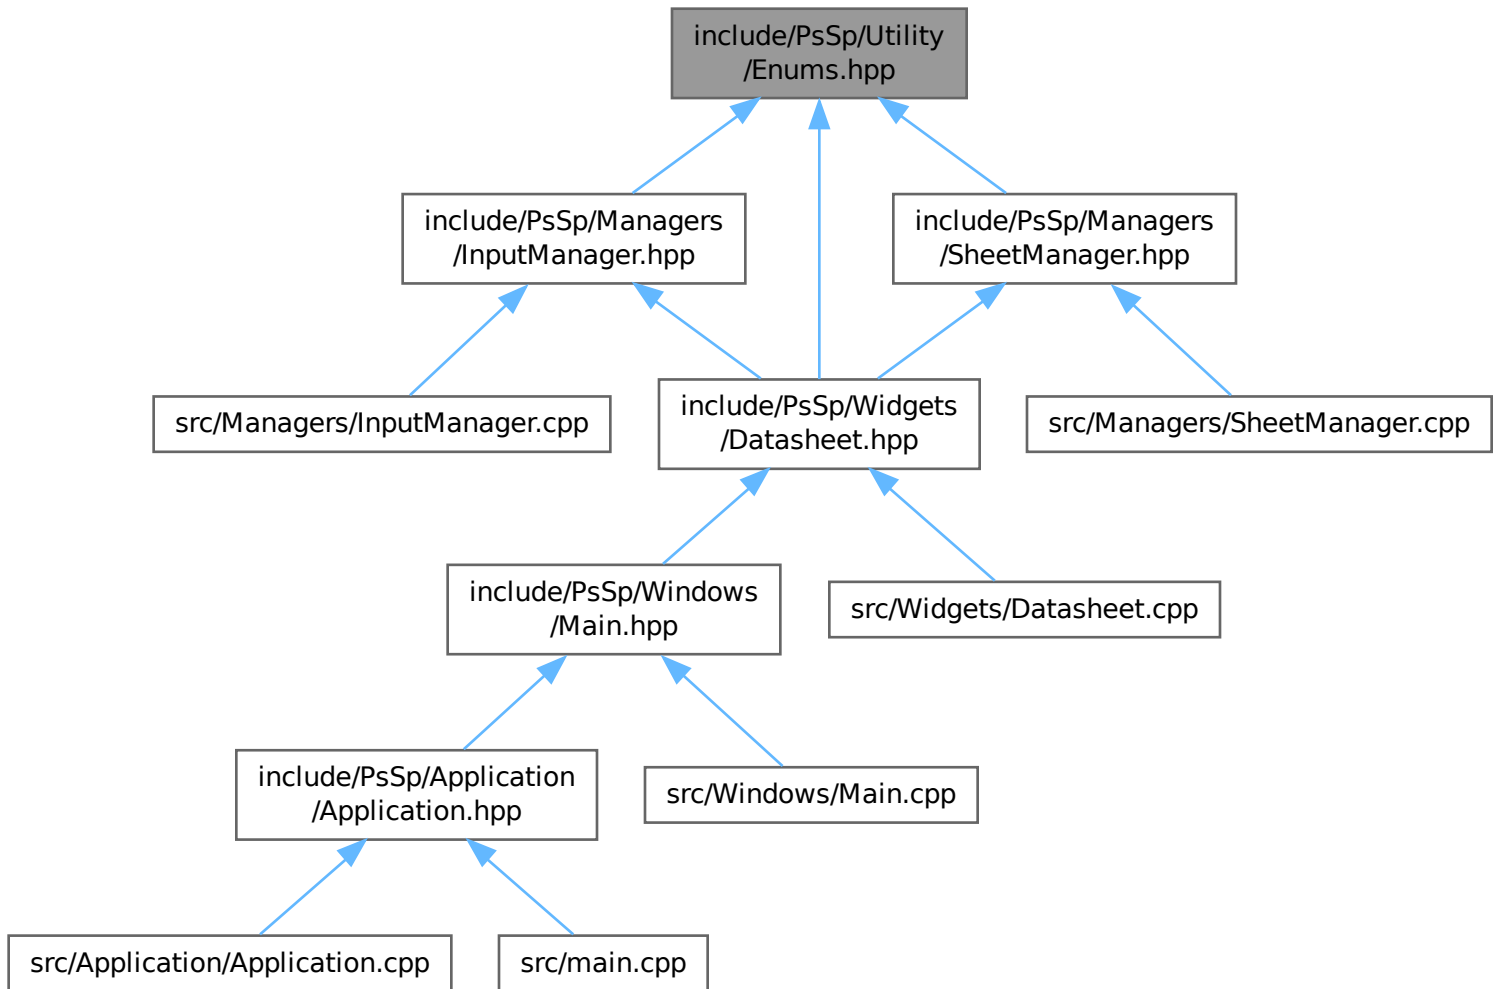 include/PsSp/Utility
/Enums.hpp
include/PsSp/Managers
/InputManager.hpp
include/PsSp/Managers
/SheetManager.hpp
src/Managers/InputManager.cpp
include/PsSp/Widgets
/Datasheet.hpp
src/Managers/SheetManager.cpp
include/PsSp/Windows
/Main.hpp
src/Widgets/Datasheet.cpp
include/PsSp/Application
/Application.hpp
src/Windows/Main.cpp
src/Application/Application.cpp
src/main.cpp